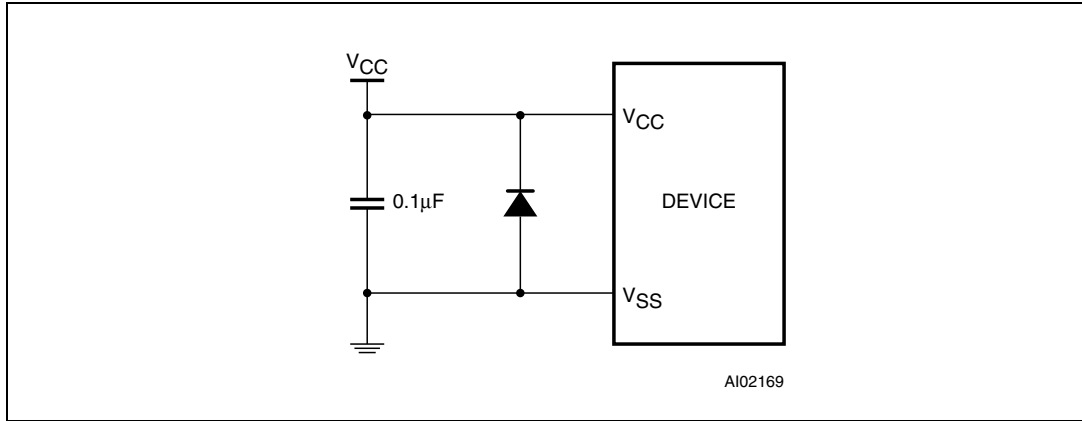 VCC
VCC
0.1μF
DEVICE
VSS
AI02169